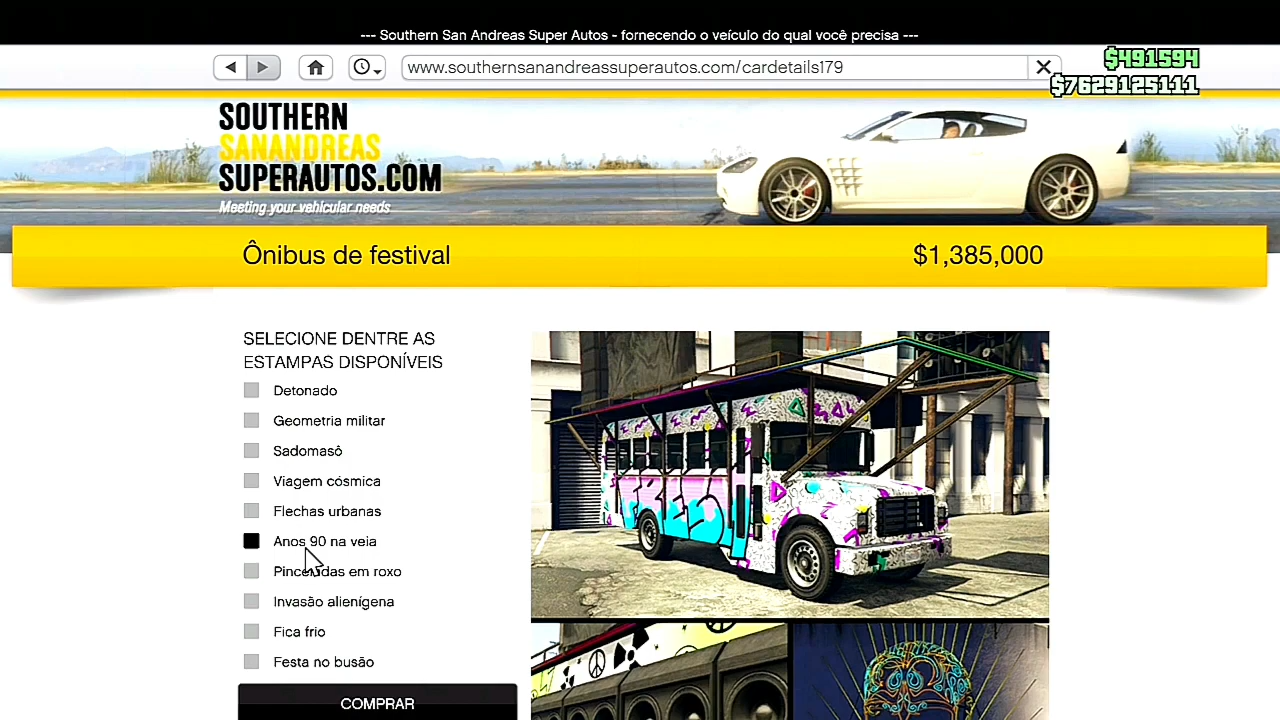 --- Southern San Andreas Super Autos - fornecendo o veículo do qual você precisa ---
www.southernsanandreassuperautos.com/cardetails179
$491594
$7629125111
SOUTHERN
SANANDREAS
SUPERAUTOS.COM
Meeting your vehicular needs
Ônibus de festival
$1,385,000
SELECIONE DENTRE AS
ESTAMPAS DISPONÍVEIS
Detonado
Geometria militar
Sadomasô
Viagem cósmica
Flechas urbanas
Anos 90 na veia
Pinceladas em roxo
Invasão alienígena
Fica frio
Festa no busão
COMPRAR